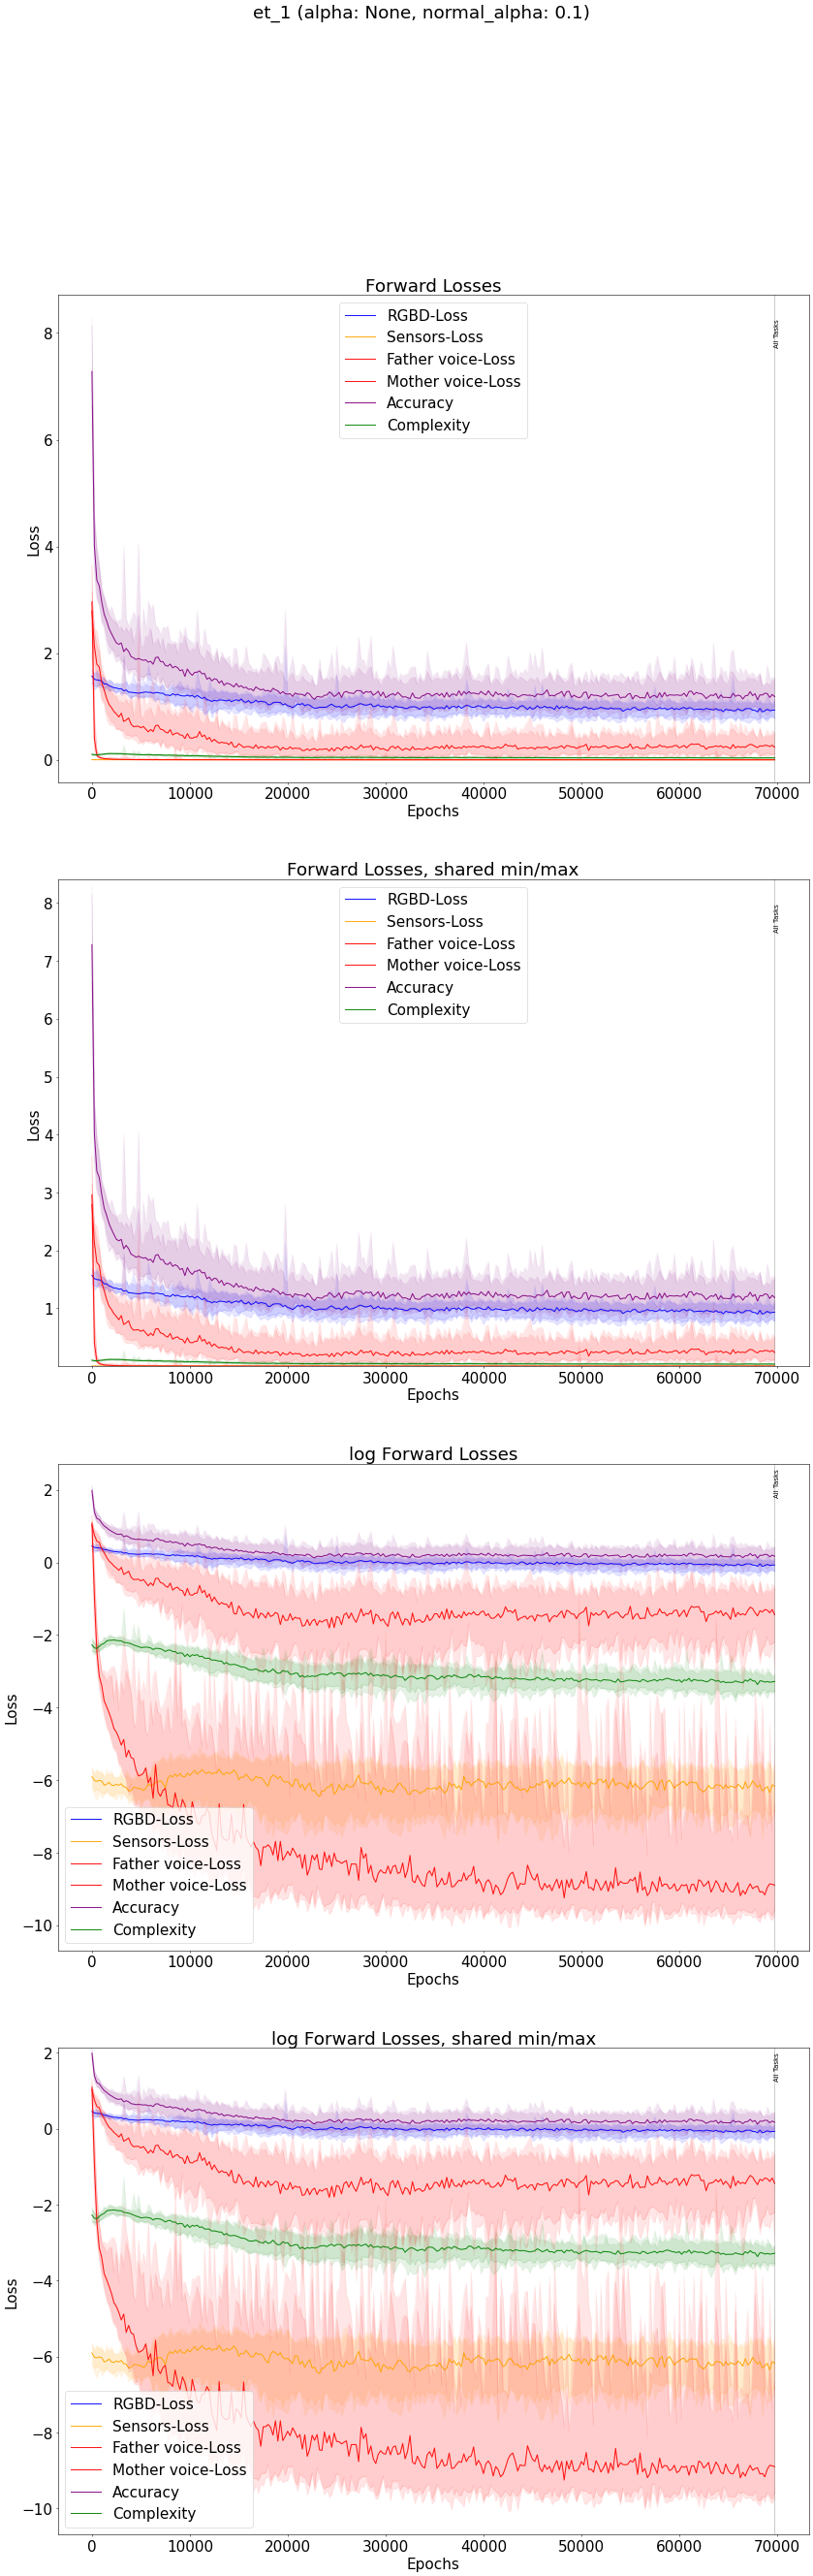 et_1 (alpha: None, normal_alpha: 0.1)
Forward Losses
RGBD-Loss
Sensors-Loss
Father voice-Loss
Mother voice-Loss
Accuracy
Complexity
All Tasks
8
6
4
2
0
Loss
0 10000 20000 30000 40000 50000 60000 70000
Epochs
Forward Losses, shared min/max
RGBD-Loss
Sensors-Loss
Father voice-Loss
Mother voice-Loss
Accuracy
Complexity
All Tasks
8
7
6
5
4
3
2
1
Loss
0 10000 20000 30000 40000 50000 60000 70000
Epochs
log Forward Losses
All Tasks
2
0
−2
−4
−6
−8
−10
Loss
RGBD-Loss
Sensors-Loss
Father voice-Loss
Mother voice-Loss
Accuracy
Complexity
0 10000 20000 30000 40000 50000 60000 70000
Epochs
log Forward Losses, shared min/max
All Tasks
2
0
−2
−4
−6
−8
−10
Loss
RGBD-Loss
Sensors-Loss
Father voice-Loss
Mother voice-Loss
Accuracy
Complexity
0 10000 20000 30000 40000 50000 60000 70000
Epochs